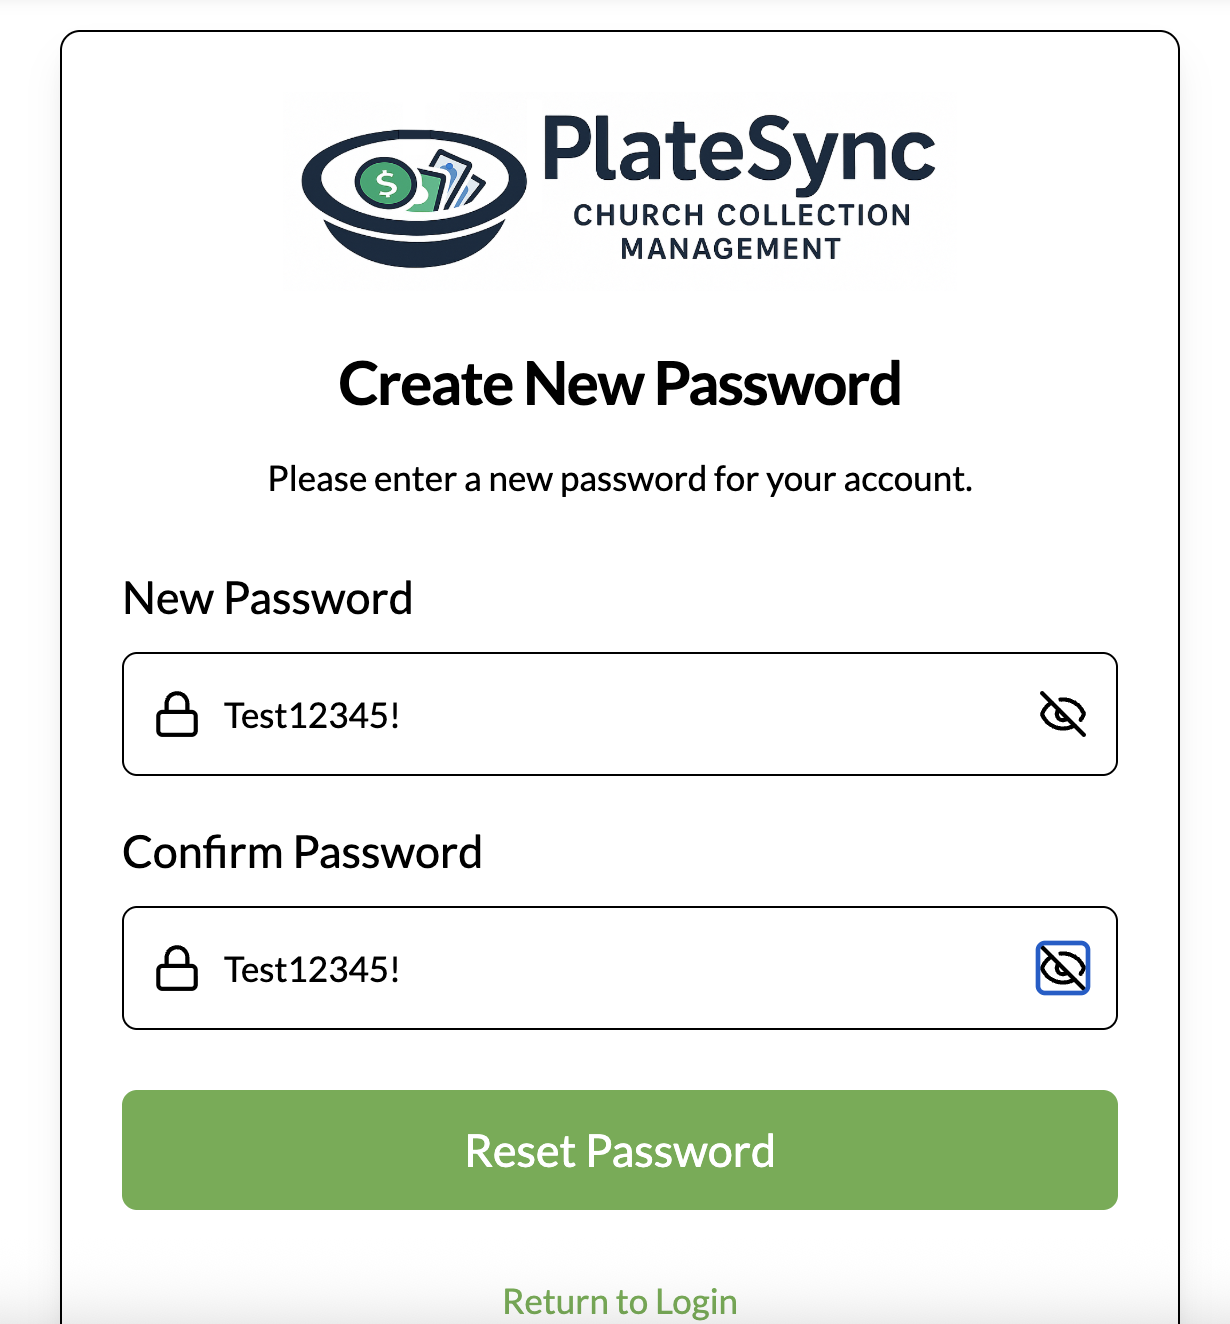 $
PlateSync
CHURCH COLLECTION
MANAGEMENT
Create New Password
Please enter a new password for your account.
New Password
Test12345!
Confirm Password
Test12345!
Reset Password
Return to Login